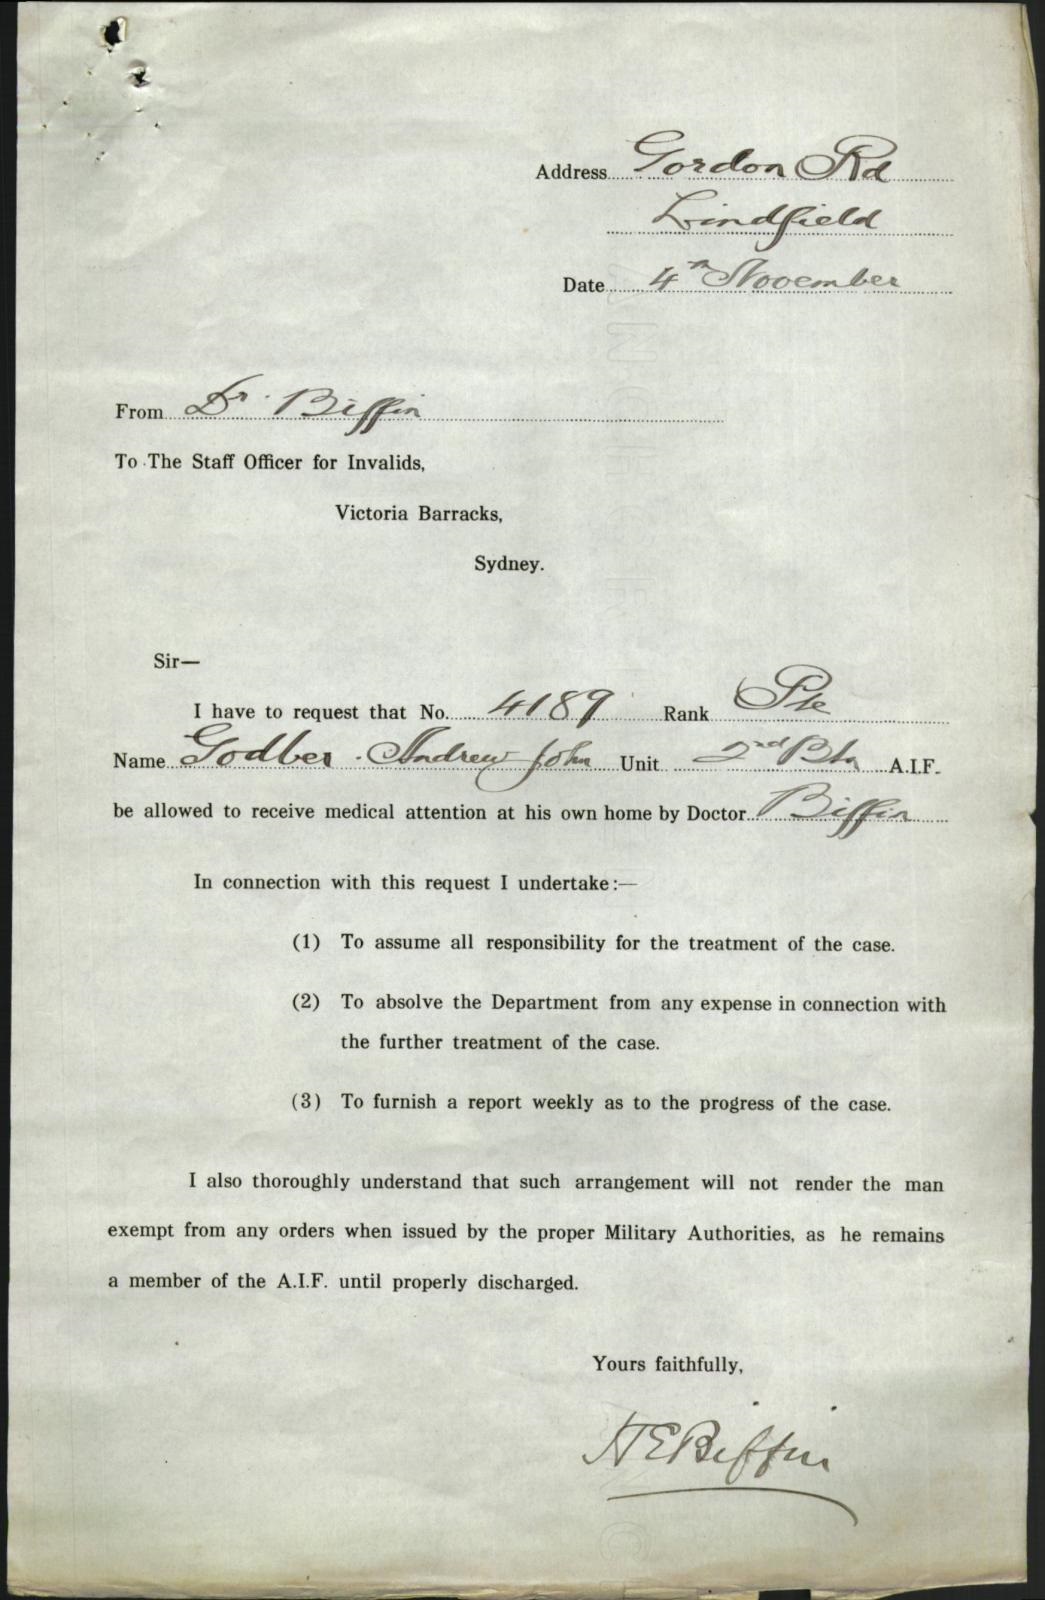 Address Gordon Rd
Lindfield
Date 4th November
From Dr. Biffin
To The Staff Officer for Invalids,
Victoria Barracks,
Sydney.
Sir—
I have to request that No. 4189 Rank Pte
Name Godber Andrew John Unit 2nd Btn A.I.F.
be allowed to receive medical attention at his own home by Doctor Biffin
In connection with this request I undertake:—
(1) To assume all responsibility for the treatment of the case.
(2) To absolve the Department from any expense in connection with
the further treatment of the case.
(3) To furnish a report weekly as to the progress of the case.
I also thoroughly understand that such arrangement will not render the man
exempt from any orders when issued by the proper Military Authorities, as he remains
a member of the A.I.F. until properly discharged.
Yours faithfully,
H E Biffin